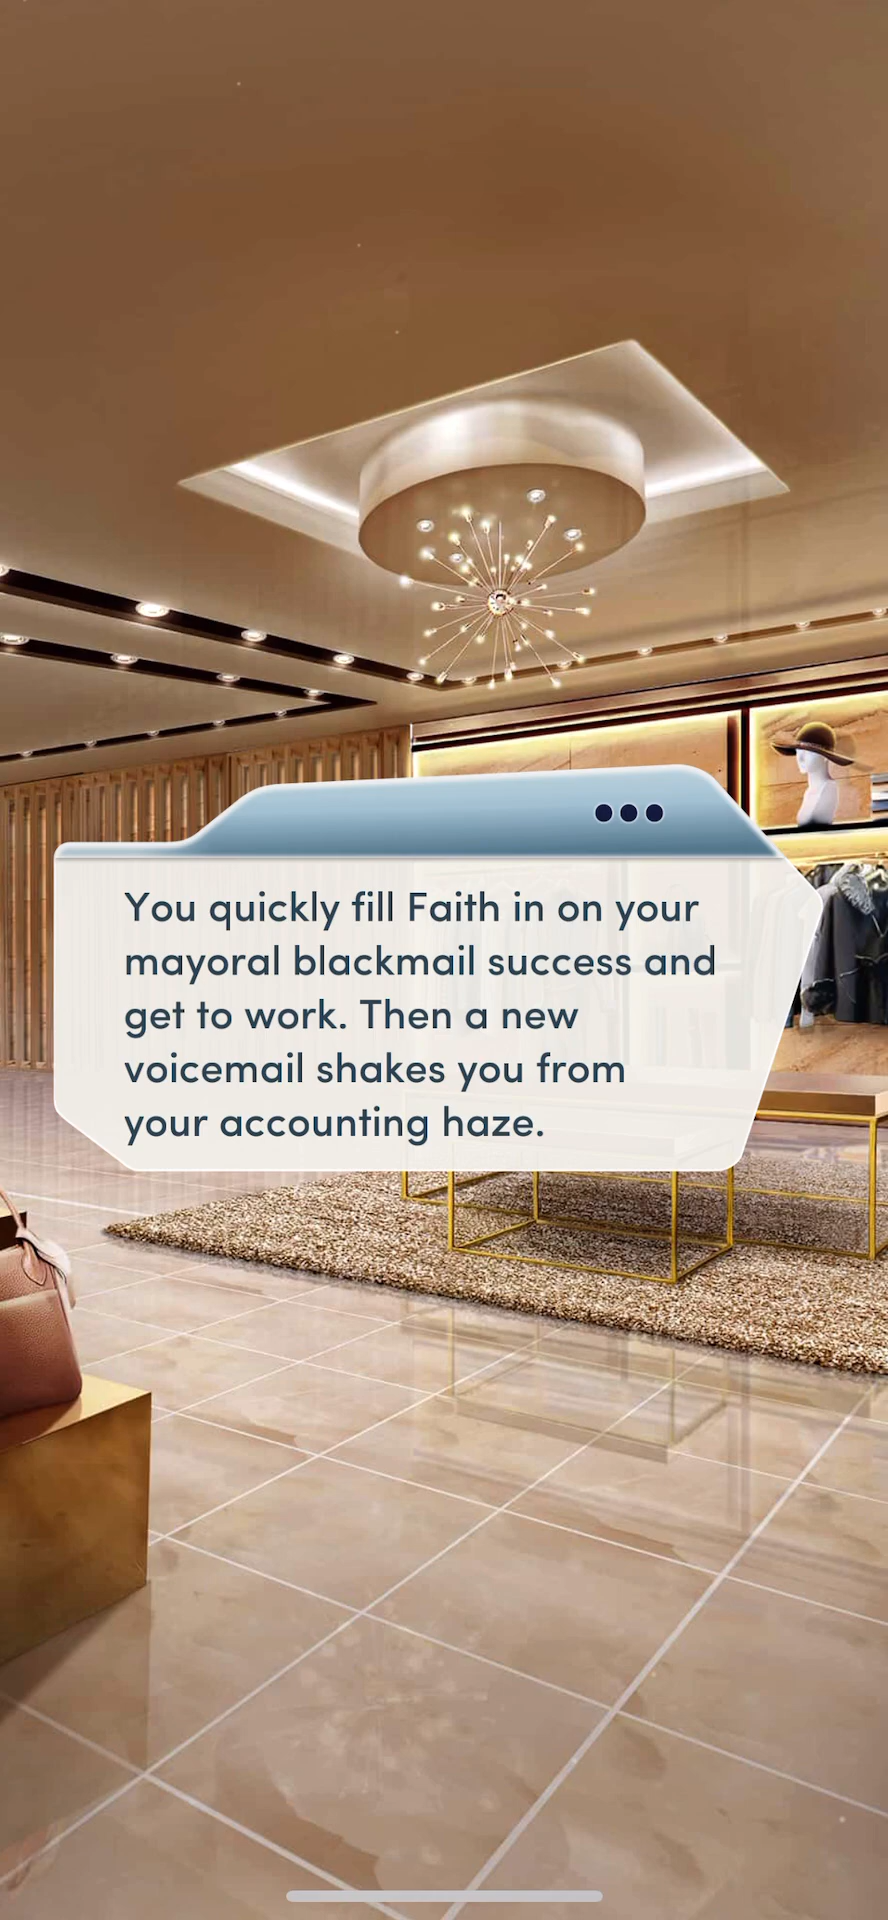 You quickly fill Faith in on your
mayoral blackmail success and
get to work. Then a new
voicemail shakes you from
your accounting haze.